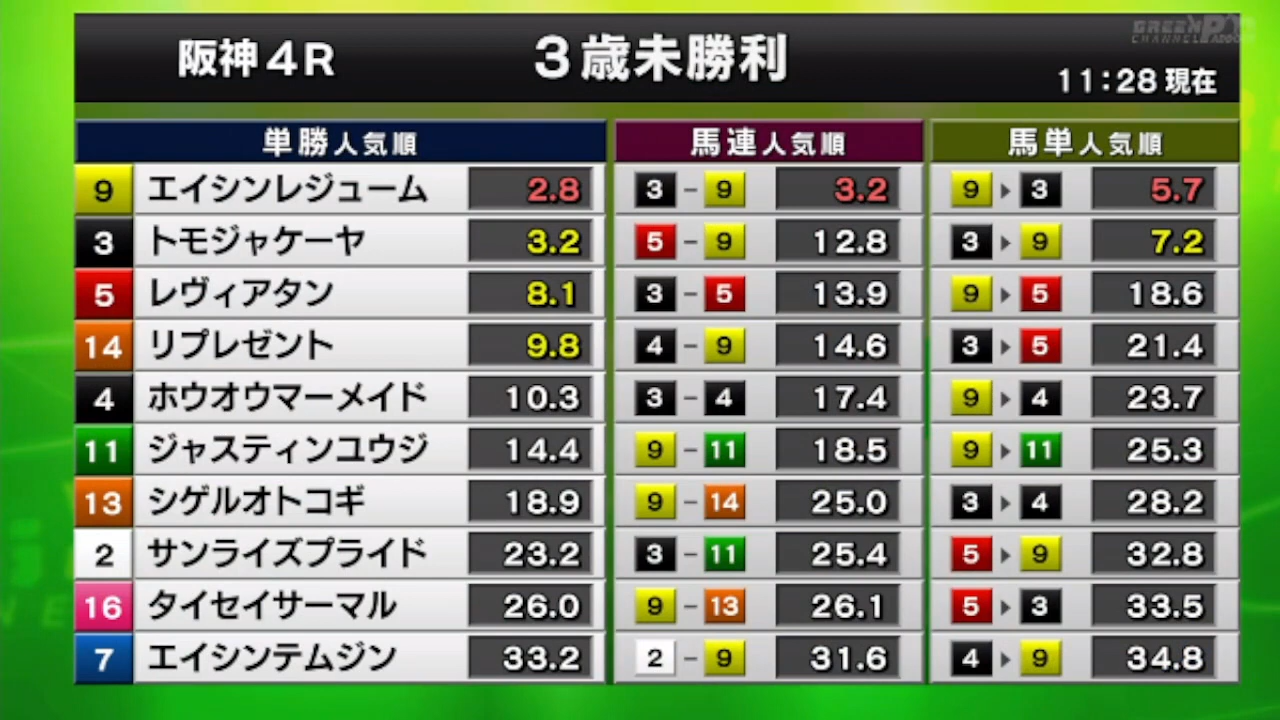 GREEN
CHANNEL
阪神4R 3歳未勝利
11:28現在
単勝人気順 馬連人気順 馬単人気順
9 エイシンレジューム 2.8 3-9 3.2 9▶3 5.7
3 トモジャケーヤ 3.2 5-9 12.8 3▶9 7.2
5 レヴィアタン 8.1 3-5 13.9 9▶5 18.6
14 リプレゼント 9.8 4-9 14.6 3▶5 21.4
4 ホウオウマーメイド 10.3 3-4 17.4 9▶4 23.7
11 ジャスティンユウジ 14.4 9-11 18.5 9▶11 25.3
13 シゲルオトコギ 18.9 9-14 25.0 3▶4 28.2
2 サンライズプライド 23.2 3-11 25.4 5▶9 32.8
16 タイセイサーマル 26.0 9-13 26.1 5▶3 33.5
7 エイシンテムジン 33.2 2-9 31.6 4▶9 34.8